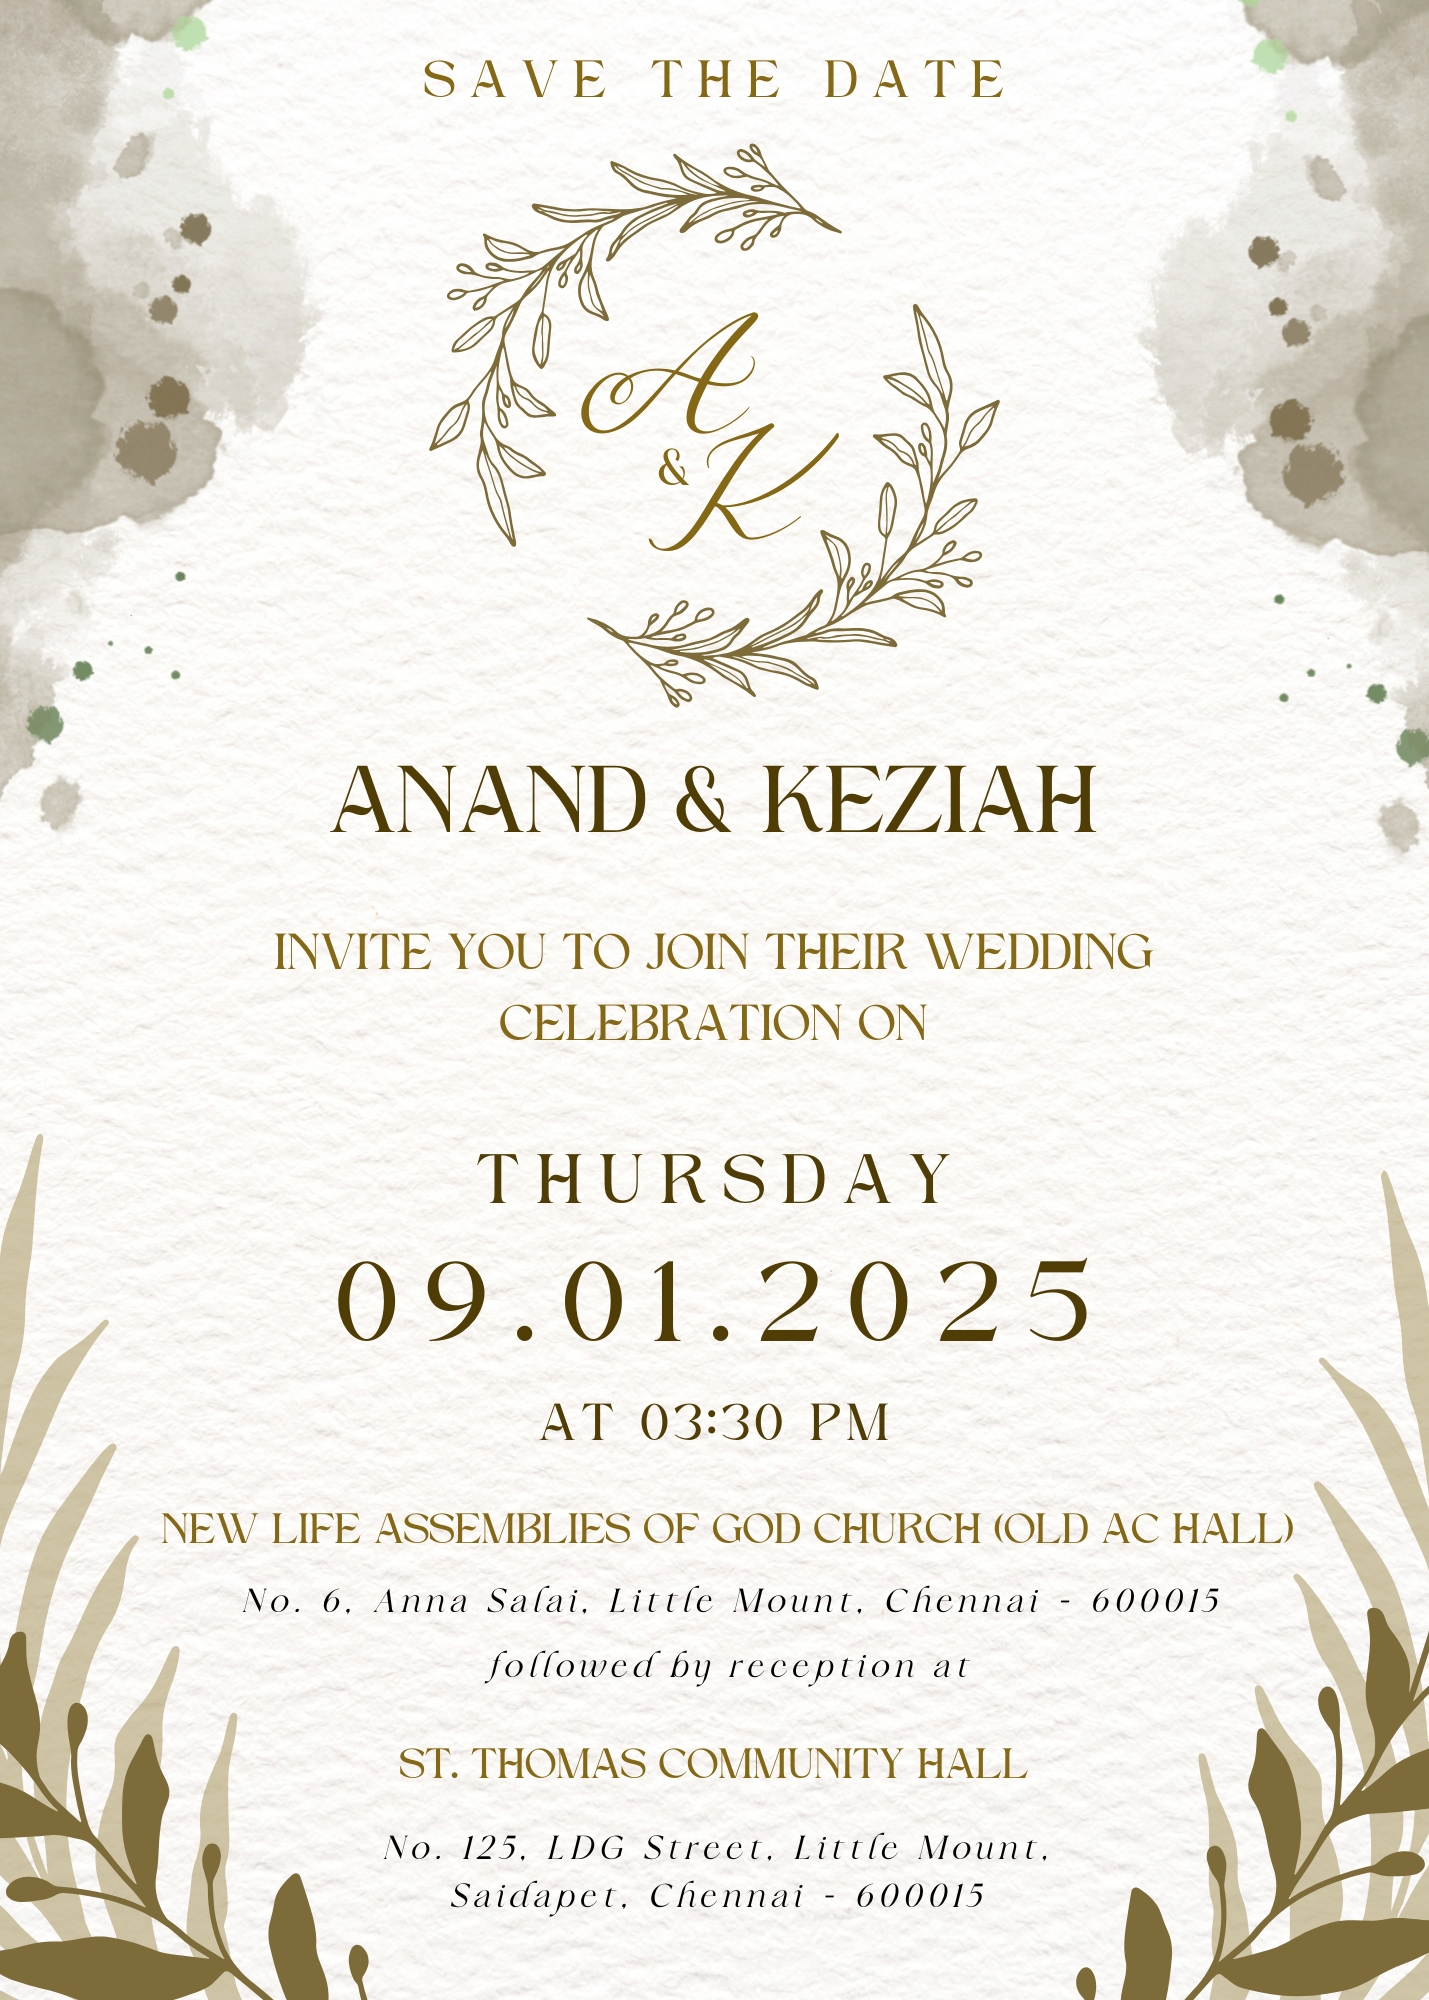 SAVE THE DATE
A
& K
ANAND & KEZIAH
INVITE YOU TO JOIN THEIR WEDDING
CELEBRATION ON
THURSDAY
09.01.2025
AT 03:30 PM
NEW LIFE ASSEMBLIES OF GOD CHURCH (OLD AC HALL)
No. 6, Anna Salai, Little Mount, Chennai - 600015
followed by reception at
ST. THOMAS COMMUNITY HALL
No. 125, LDG Street, Little Mount,
Saidapet, Chennai - 600015